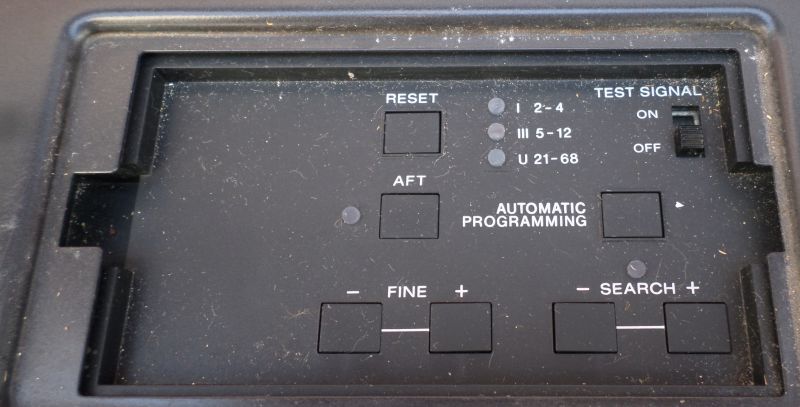 RESET
I 2-4
III 5-12
U 21-68
TEST SIGNAL
ON
OFF
AFT
AUTOMATIC
PROGRAMMING
- FINE +
- SEARCH +